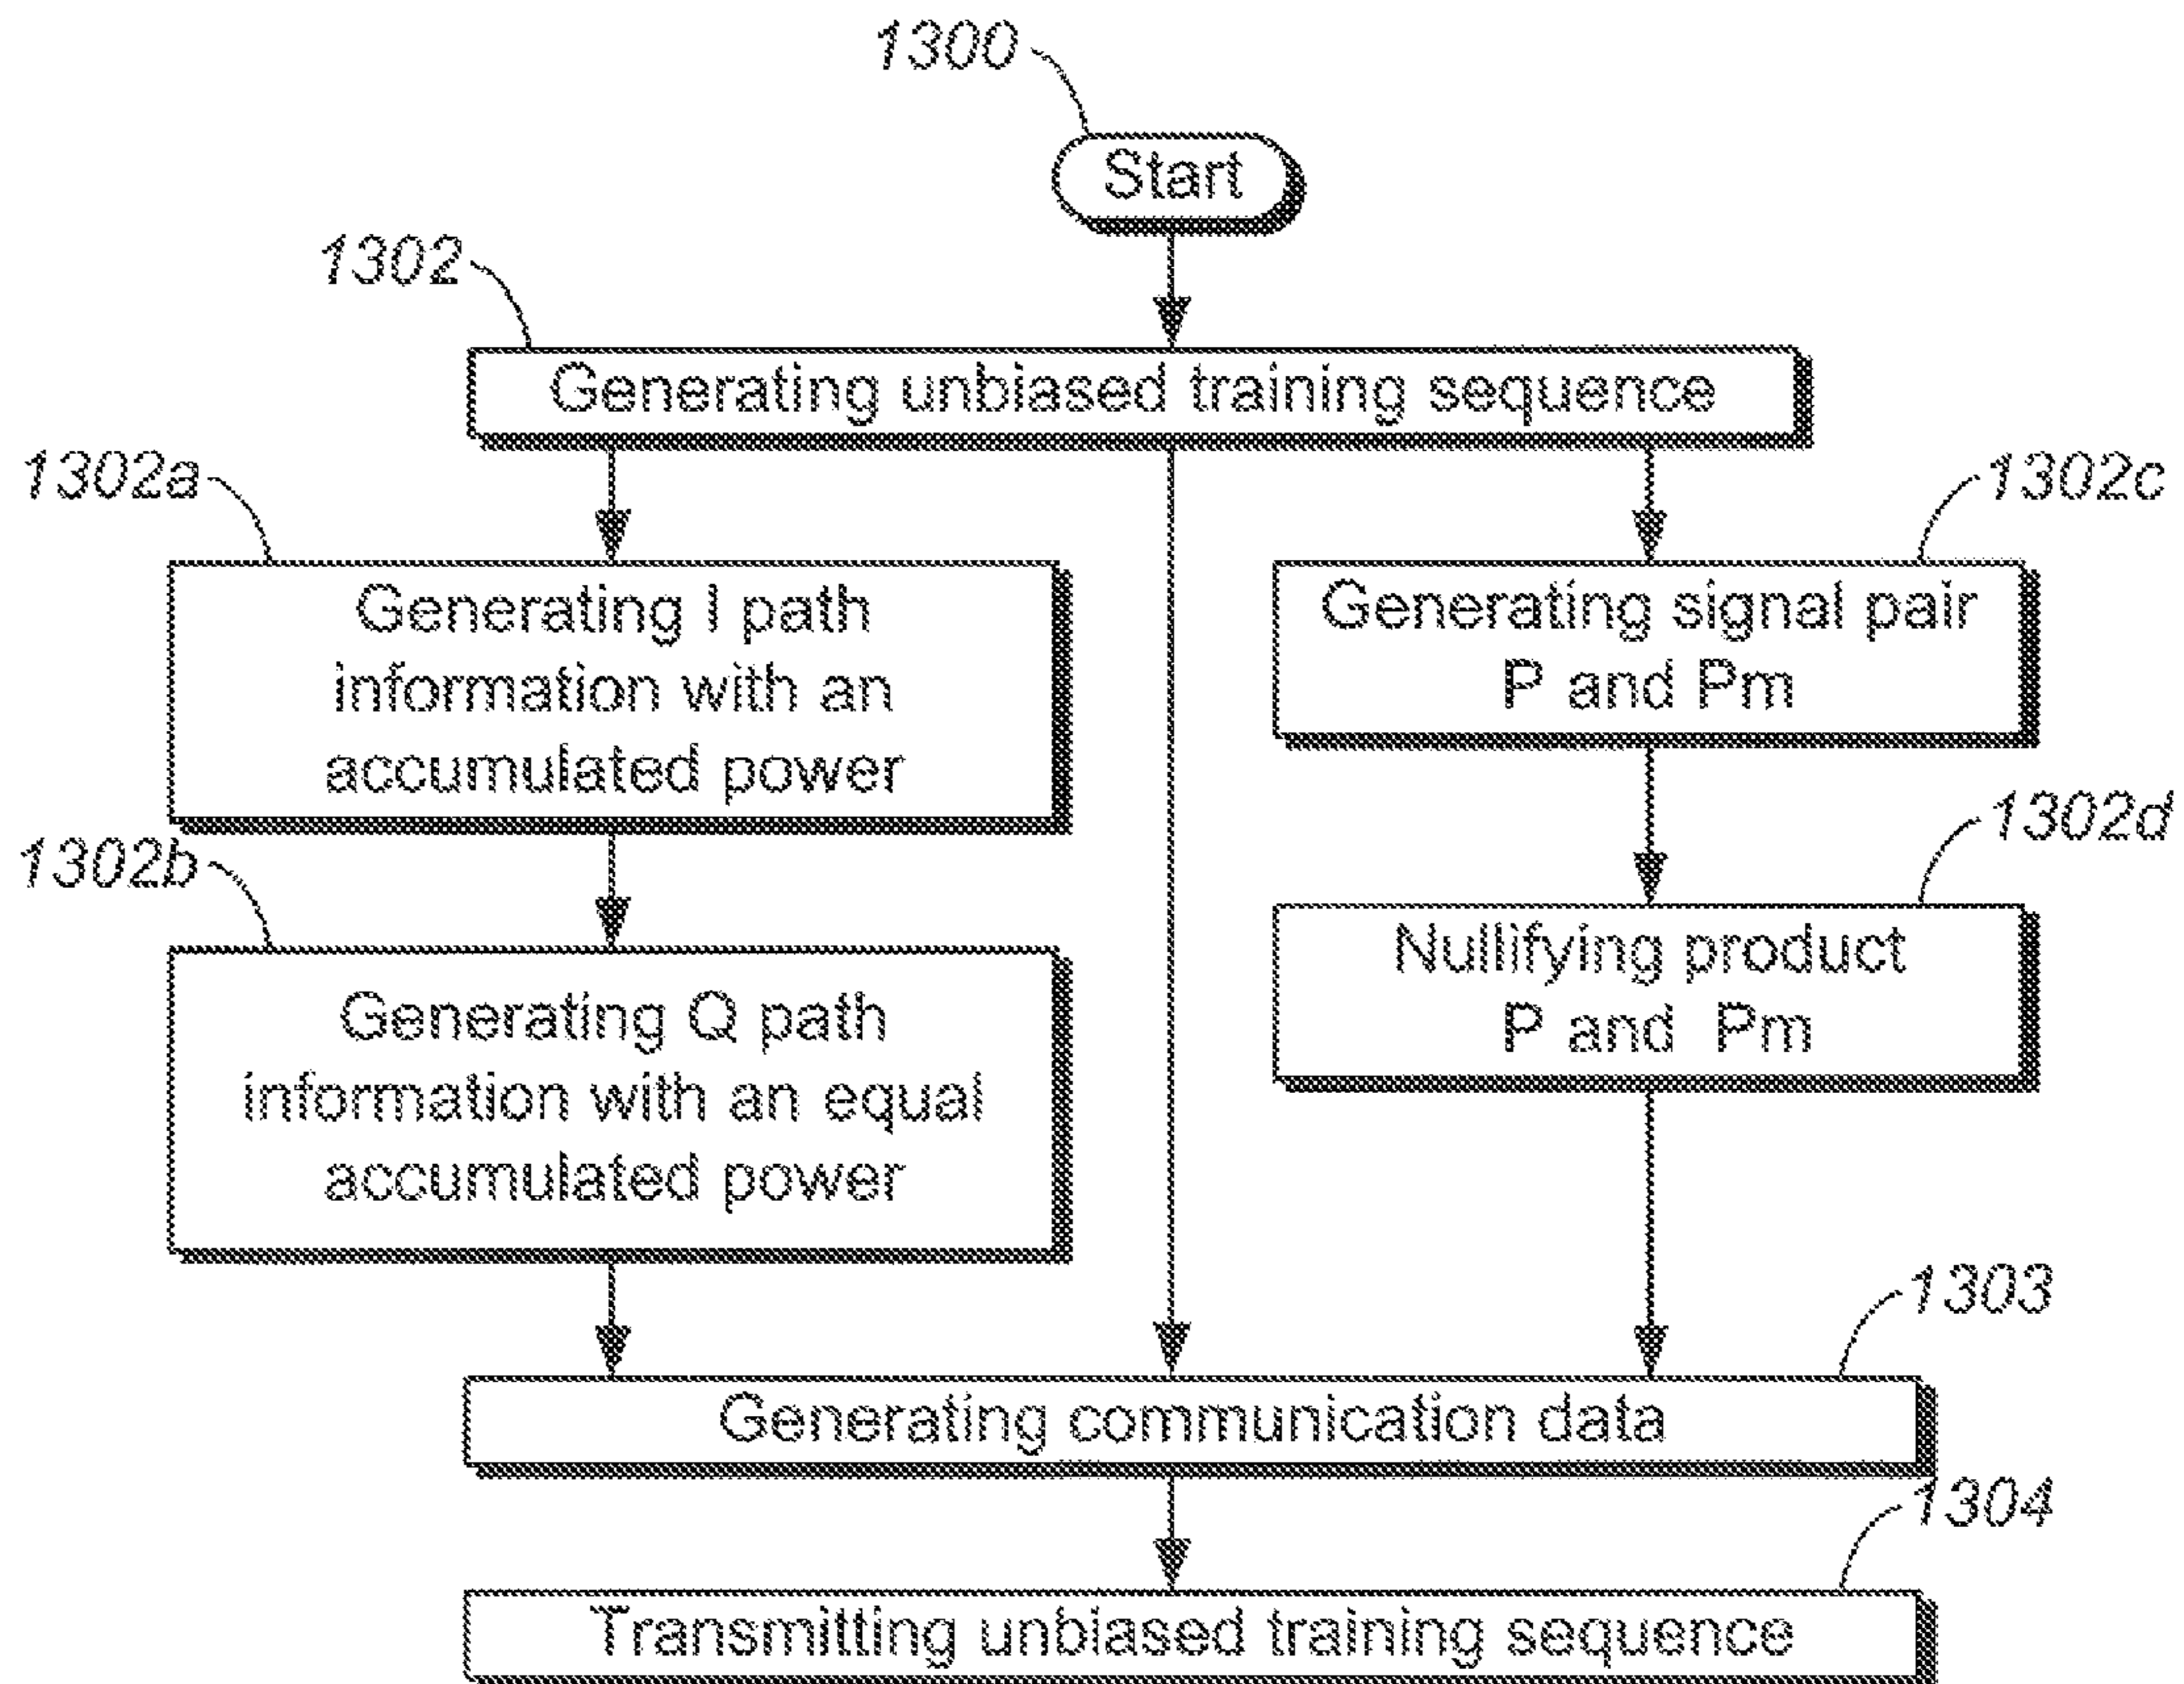 1300
Start
1302
Generating unbiased training sequence
1302a
1302c
Generating I path
information with an
accumulated power
Generating signal pair
P and Pm
1302b
1302d
Generating Q path
information with an equal
accumulated power
Nullifying product
P and Pm
1303
Generating communication data
1304
Transmitting unbiased training sequence